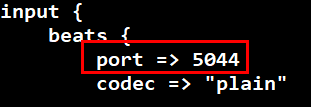 input {
    beats {
        port => 5044
        codec => "plain"